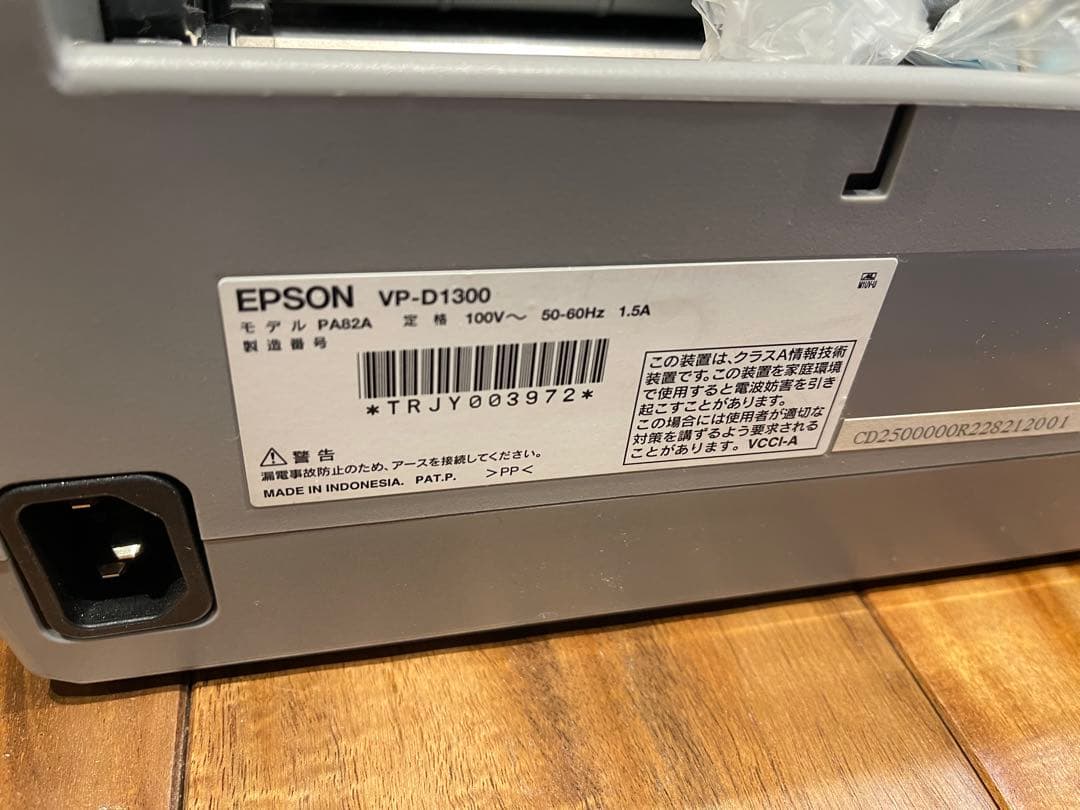 EPSON VP-D1300
モデル PA82A 定格 100V～ 50-60Hz 1.5A
製造番号
*TRJY003972*
この装置は、クラスA情報技術
装置です。この装置を家庭環境
で使用すると電波妨害を引き
起こすことがあります。
この場合には使用者が適切な
対策を講ずるよう要求される
ことがあります。VCCI-A
警告
漏電事故防止のため、アースを接続してください。
MADE IN INDONESIA. PAT.P. >PP<
CD2500000R228212001